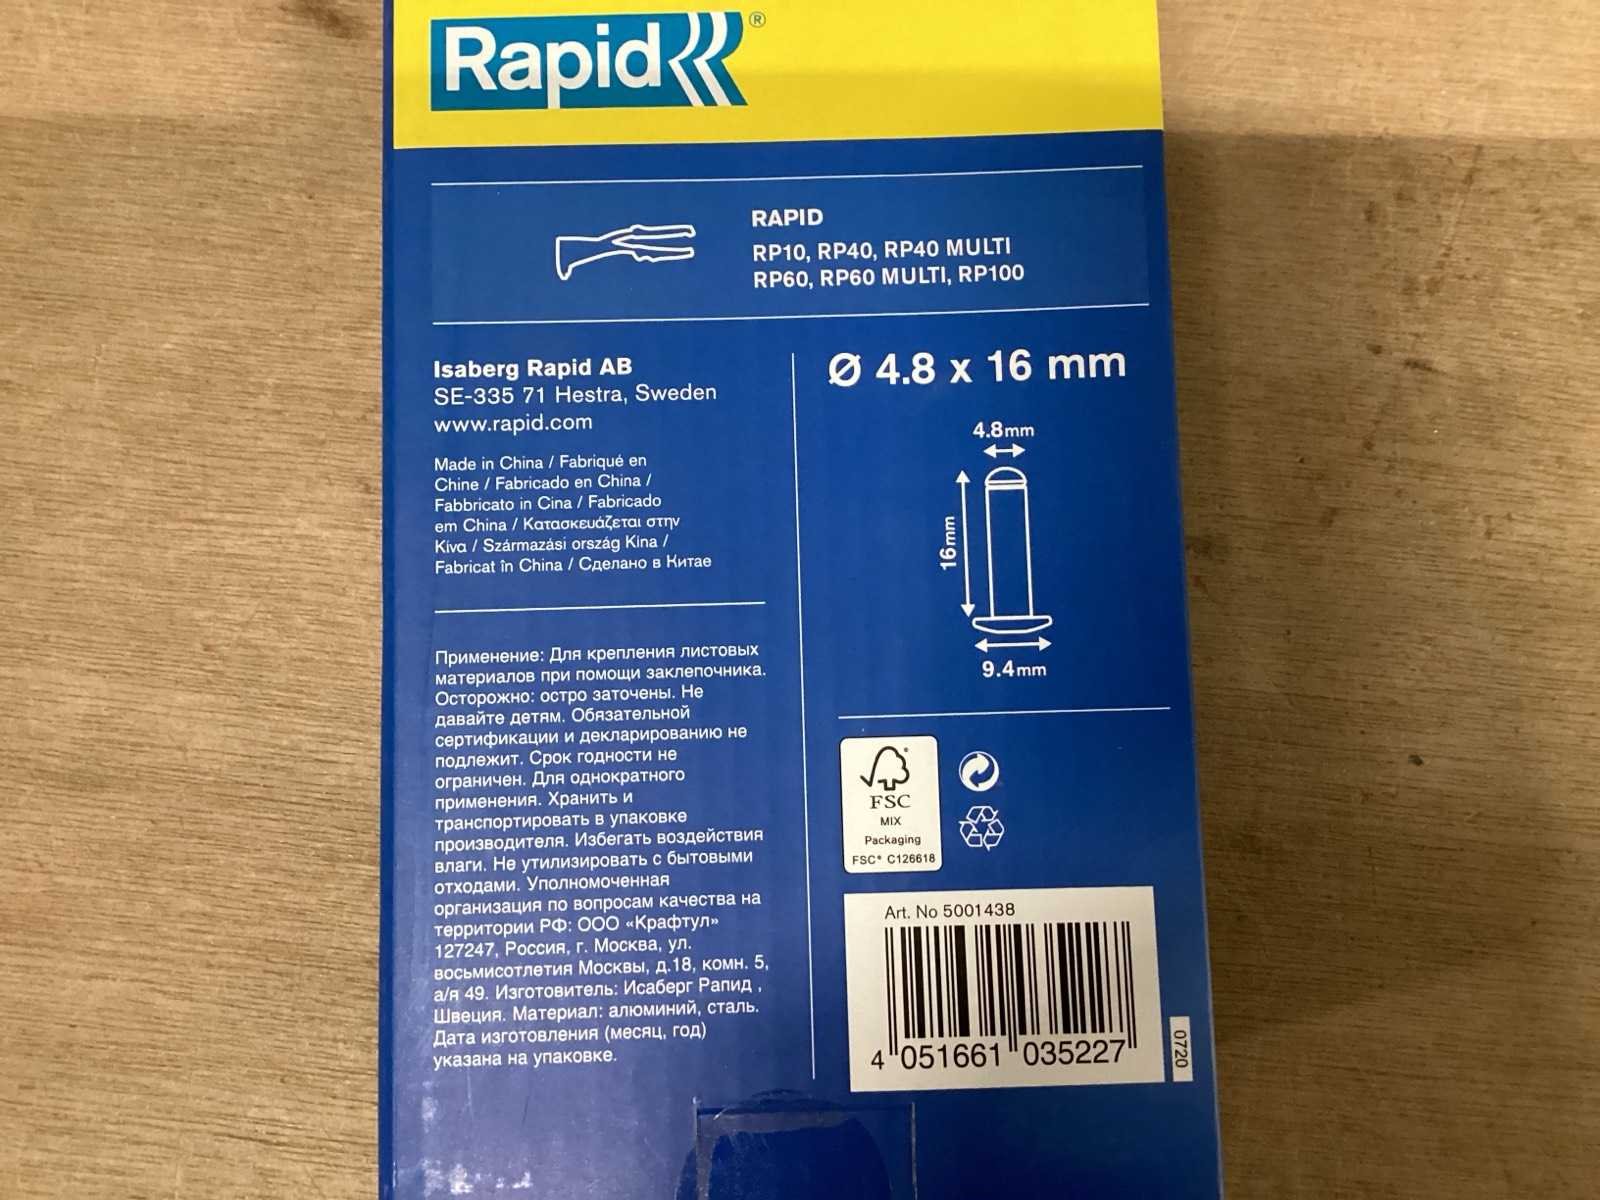 Rapid®
RAPID
RP10, RP40, RP40 MULTI
RP60, RP60 MULTI, RP100
Isaberg Rapid AB
SE-335 71 Hestra, Sweden
www.rapid.com
Made in China / Fabriqué en
Chine / Fabricado en China /
Fabbricato in Cina / Fabricado
em China / Κατασκευάζεται στην
Κίνα / Származási ország Kína /
Fabricat în China / Сделано в Китае
Применение: Для крепления листовых
материалов при помощи заклепочника.
Осторожно: остро заточены. Не
давайте детям. Обязательной
сертификации и декларированию не
подлежит. Срок годности не
ограничен. Для однократного
применения. Хранить и
транспортировать в упаковке
производителя. Избегать воздействия
влаги. Не утилизировать с бытовыми
отходами. Уполномоченная
организация по вопросам качества на
территории РФ: ООО «Крафтул»
127247, Россия, г. Москва, ул.
восьмисотлетия Москвы, д.18, комн. 5,
а/я 49. Изготовитель: Исаберг Рапид ,
Швеция. Материал: алюминий, сталь.
Дата изготовления (месяц, год)
указана на упаковке.
Ø 4.8 x 16 mm
4.8mm
16mm
9.4mm
FSC
MIX
Packaging
FSC® C126618
Art. No 5001438
4 051661 035227
0720